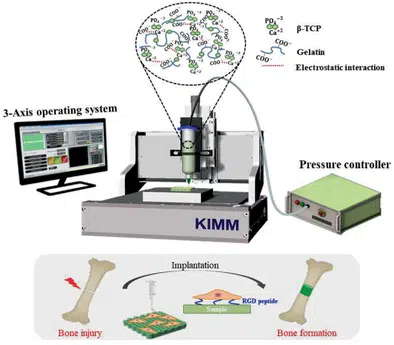 PO₄⁻³
Ca⁺²
β-TCP
COO⁻
Gelatin
Electrostatic interaction
3-Axis operating system
Pressure controller
KIMM
Implantation
RGD peptide
Sample
Bone injury
Bone formation